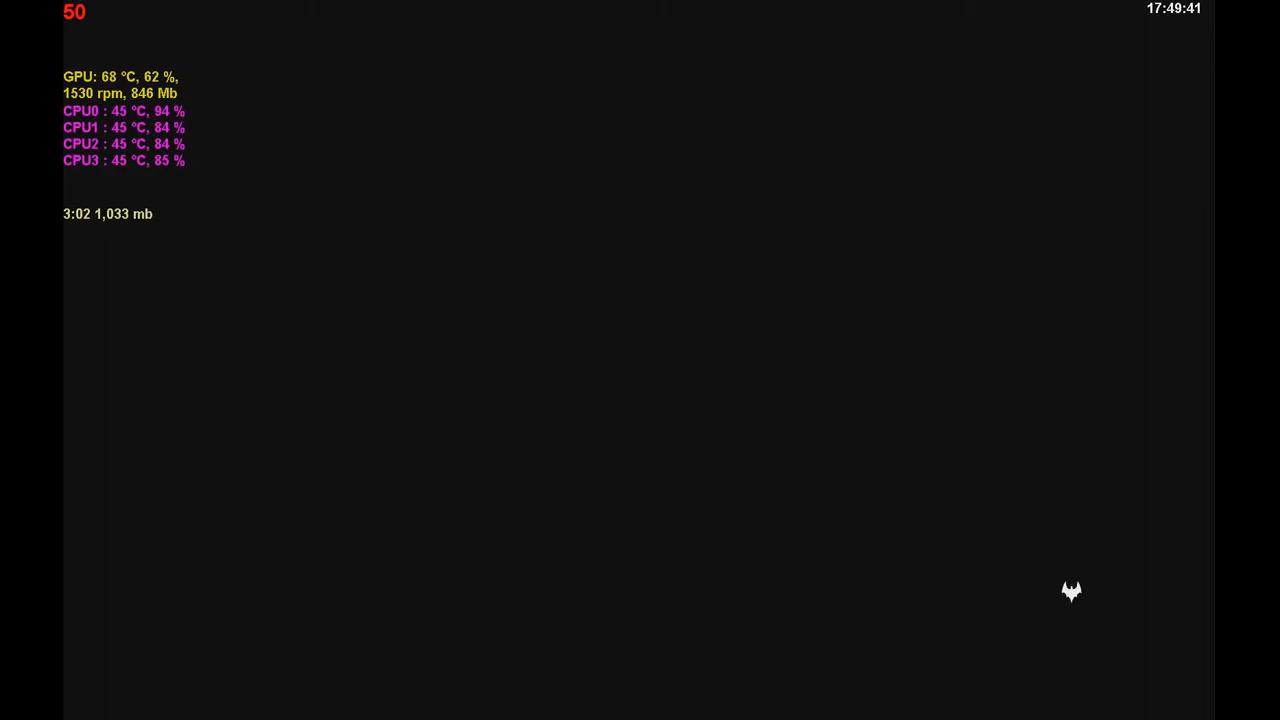 50
17:49:41
GPU: 68 °C, 62 %,
1530 rpm, 846 Mb
CPU0 : 45 °C, 94 %
CPU1 : 45 °C, 84 %
CPU2 : 45 °C, 84 %
CPU3 : 45 °C, 85 %
3:02 1,033 mb